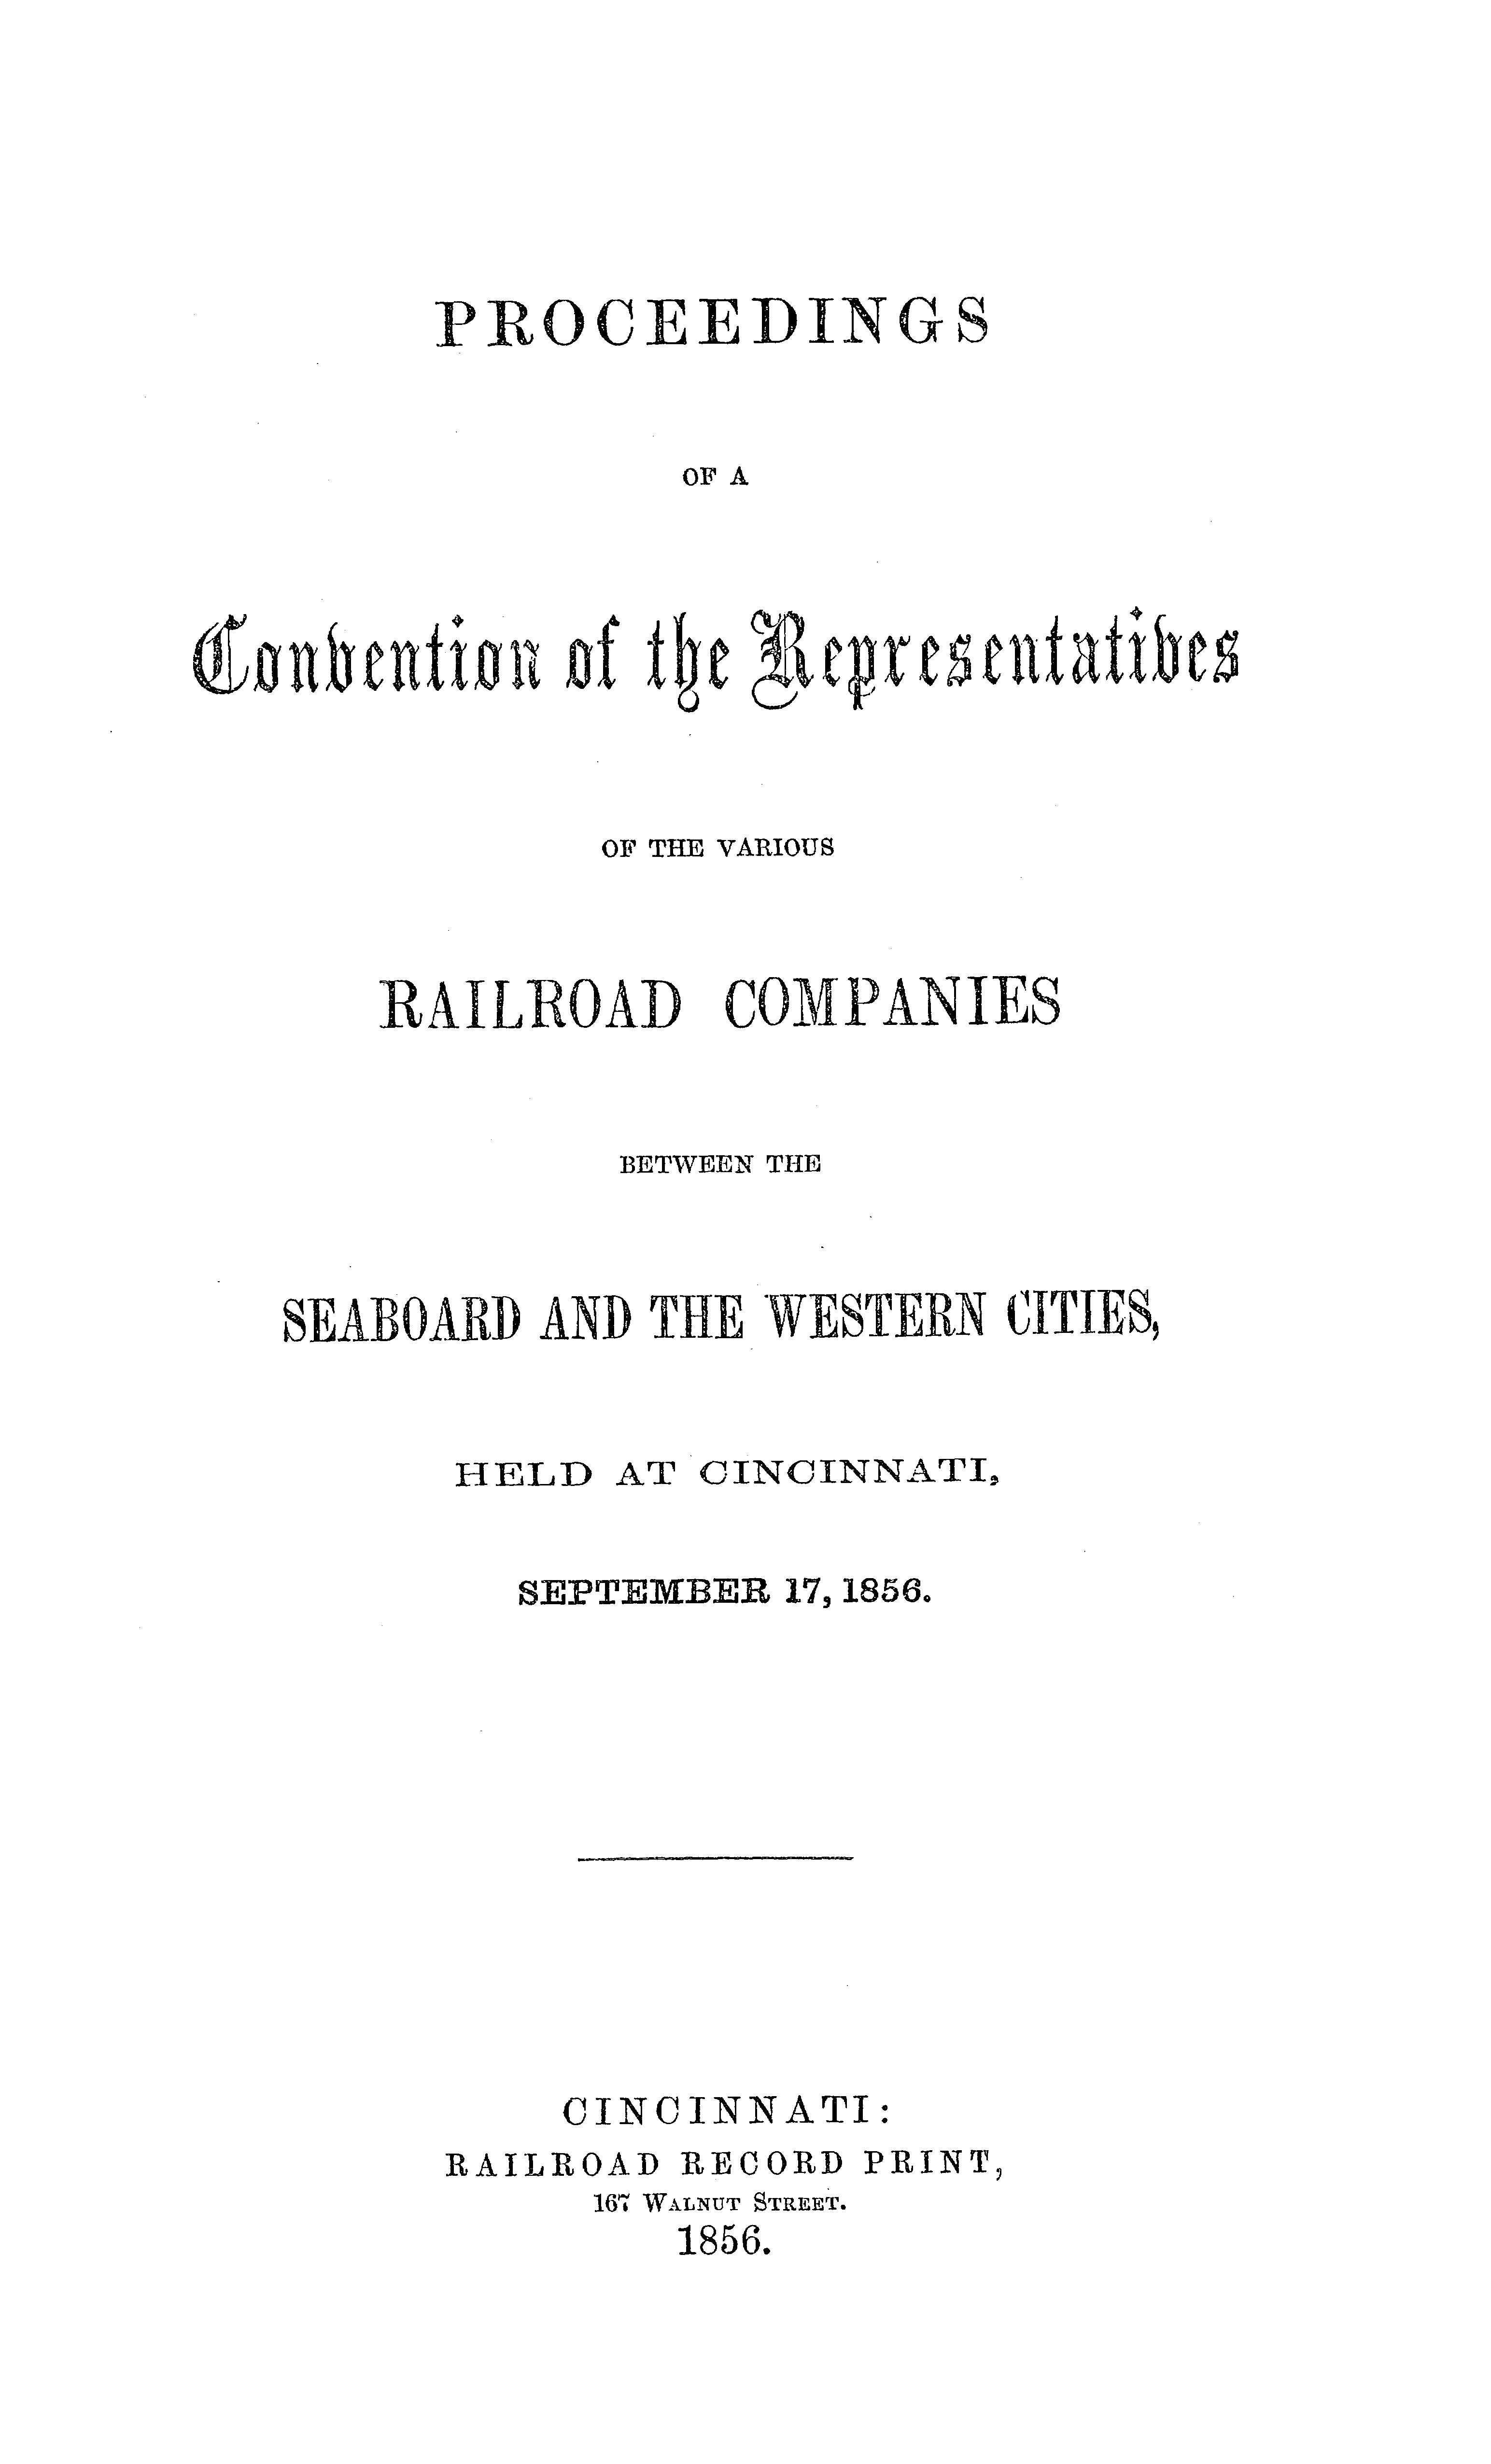 PROCEEDINGS
OF A
Convention of the Representatives
OF THE VARIOUS
RAILROAD COMPANIES
BETWEEN THE
SEABOARD AND THE WESTERN CITIES,
HELD AT CINCINNATI,
SEPTEMBER 17, 1856.
CINCINNATI:
RAILROAD RECORD PRINT,
167 WALNUT STREET.
1856.